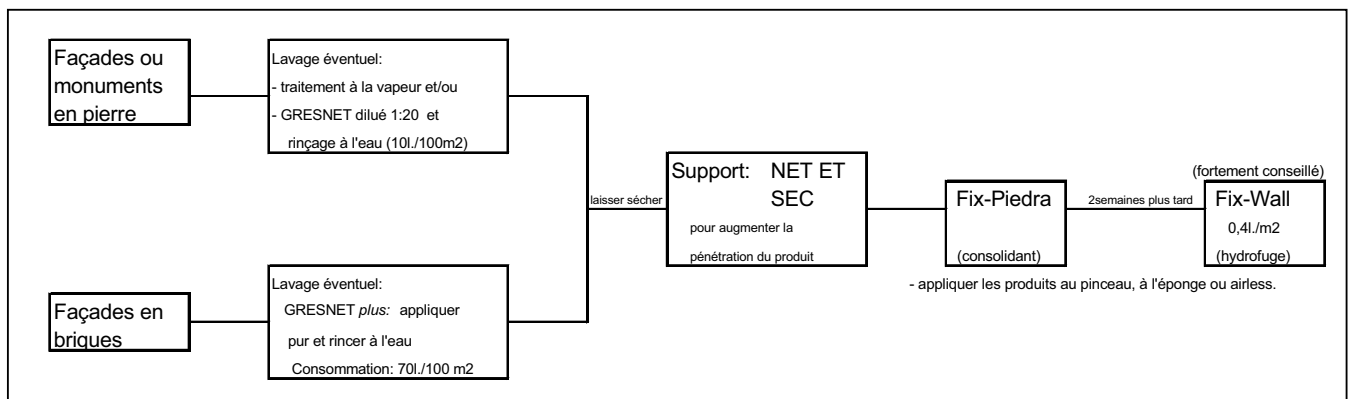 Façades ou
monuments
en pierre
Lavage éventuel:
- traitement à la vapeur et/ou
- GRESNET dilué 1:20 et
rinçage à l'eau (10l./100m2)
Façades en
briques
Lavage éventuel:
GRESNET plus: appliquer
pur et rincer à l'eau
Consommation: 70l./100 m2
laisser sécher
Support: NET ET
SEC
pour augmenter la
pénétration du produit
Fix-Piedra
(consolidant)
2semaines plus tard
(fortement conseillé)
Fix-Wall
0,4l./m2
(hydrofuge)
- appliquer les produits au pinceau, à l'éponge ou airless.